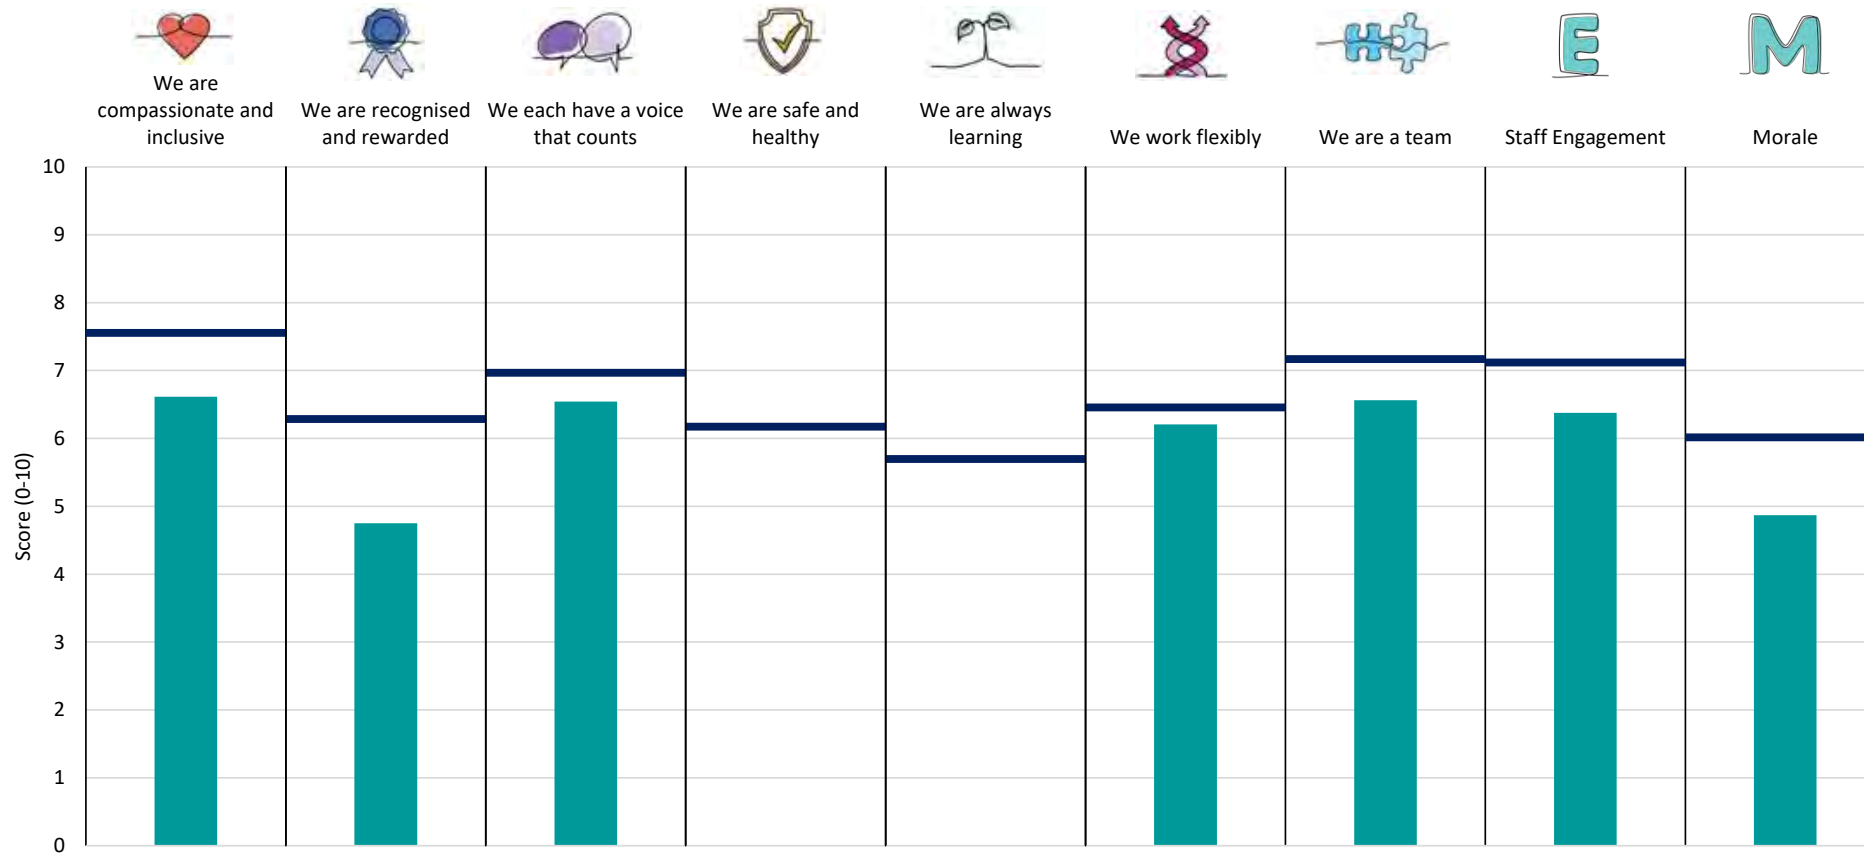 We are
compassionate and
inclusive
We are recognised
and rewarded
We each have a voice
that counts
We are safe and
healthy
We are always
learning
We work flexibly
We are a team
E
Staff Engagement
M
Morale
Score (0-10)
10
9
8
7
6
5
4
3
2
1
0